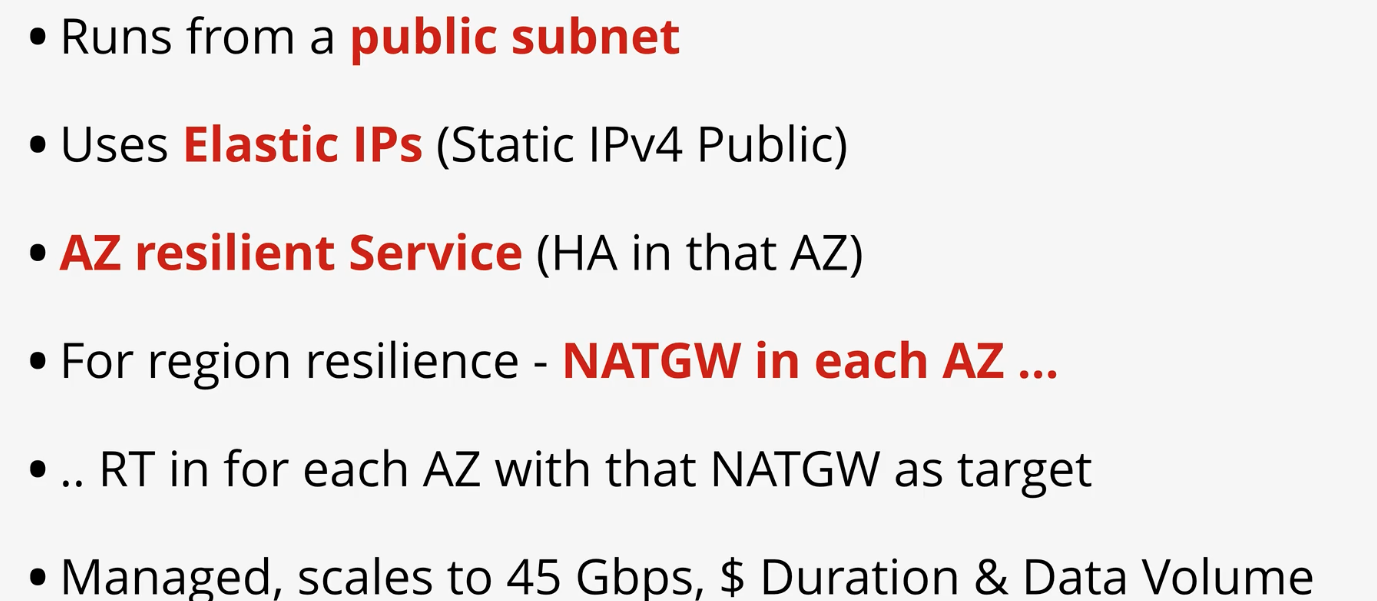 • Runs from a public subnet
• Uses Elastic IPs (Static IPv4 Public)
• AZ resilient Service (HA in that AZ)
• For region resilience - NATGW in each AZ ...
• .. RT in for each AZ with that NATGW as target
• Managed, scales to 45 Gbps, $ Duration & Data Volume